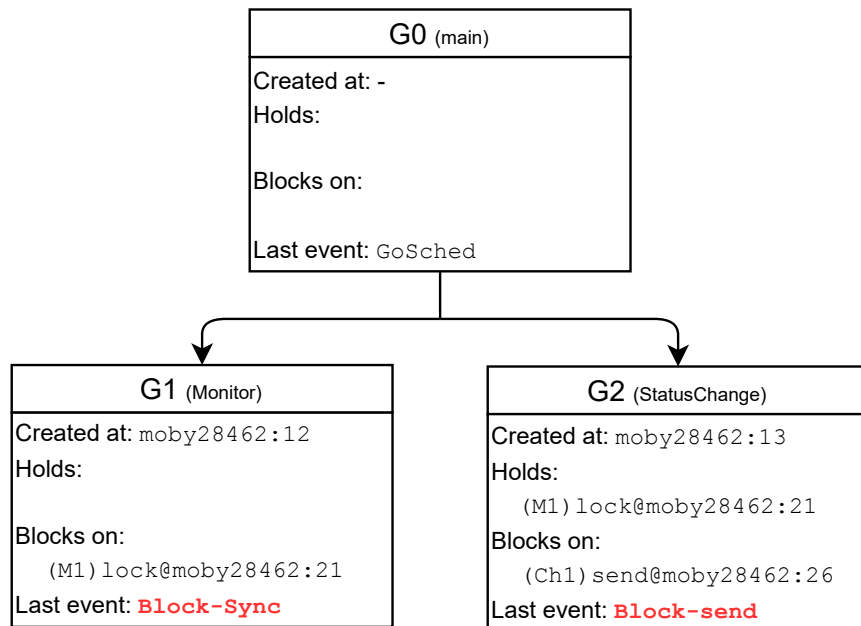 G0 (main)
Created at: -
Holds:
Blocks on:
Last event: GoSched
G1 (Monitor)
Created at: moby28462:12
Holds:
Blocks on:
(M1)lock@moby28462:21
Last event: Block-Sync
G2 (StatusChange)
Created at: moby28462:13
Holds:
(M1)lock@moby28462:21
Blocks on:
(Ch1)send@moby28462:26
Last event: Block-send